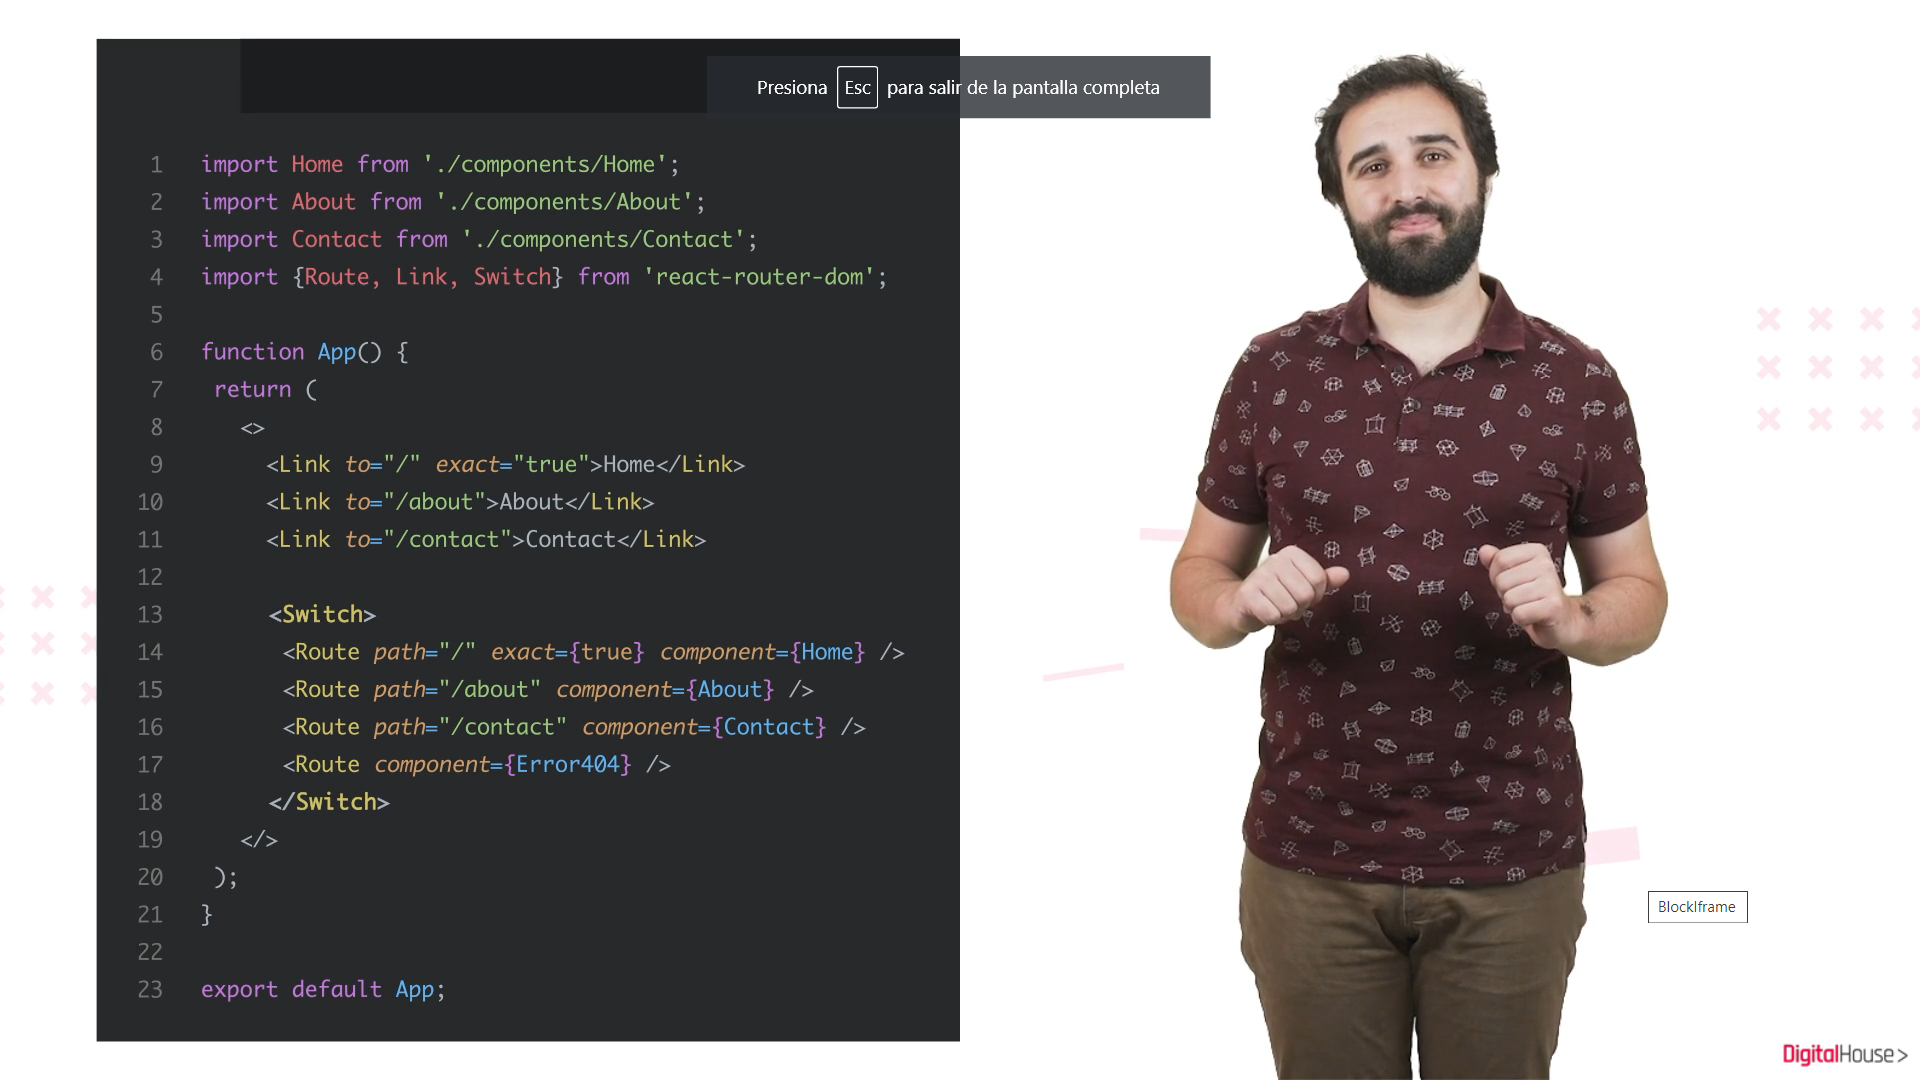 Presiona Esc para salir de la pantalla completa
1 import Home from './components/Home';
2 import About from './components/About';
3 import Contact from './components/Contact';
4 import {Route, Link, Switch} from 'react-router-dom';
5
6 function App() {
7 return (
8 <>
9 <Link to="/" exact="true">Home</Link>
10 <Link to="/about">About</Link>
11 <Link to="/contact">Contact</Link>
12
13 <Switch>
14 <Route path="/" exact={true} component={Home} />
15 <Route path="/about" component={About} />
16 <Route path="/contact" component={Contact} />
17 <Route component={Error404} />
18 </Switch>
19 </>
20 );
21 }
22
23 export default App;
BlockIframe
DigitalHouse>